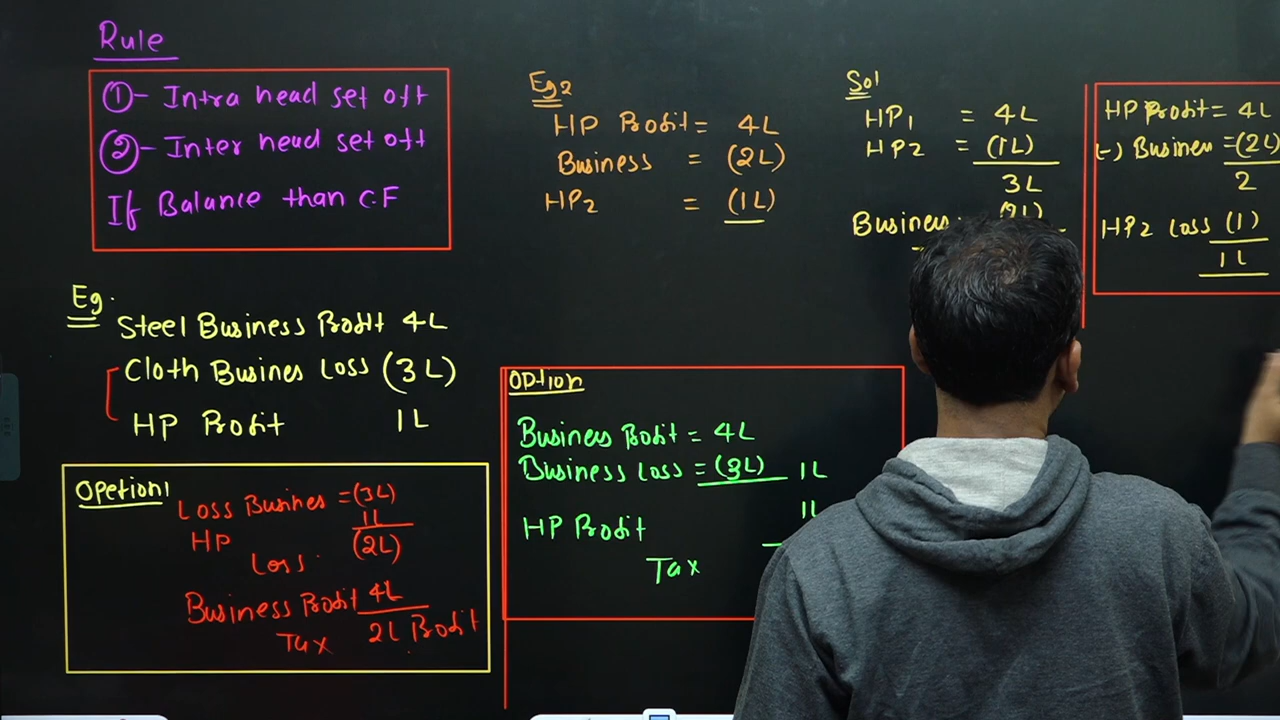 Rule
① - Intra head set off
② - Inter head set off
If Balance than C.F
Eg.
Steel Business Profit 4L
Cloth Busines Loss (3L)
HP Profit 1L
Opetion1
Loss Busines = (3L)
HP 1L
Loss (2L)
Business Profit 4L
Tax 2L Profit
Eg2
HP Profit = 4L
Business = (2L)
HP2 = (1L)
Option
Business Profit = 4L
Business Loss = (3L) 1L
HP Profit 1L
Tax
Sol
HP1 = 4L
HP2 = (1L)
3L
Business (2L)
HP Profit = 4L
(-) Busines = (2L)
2
HP2 Loss (1)
1L